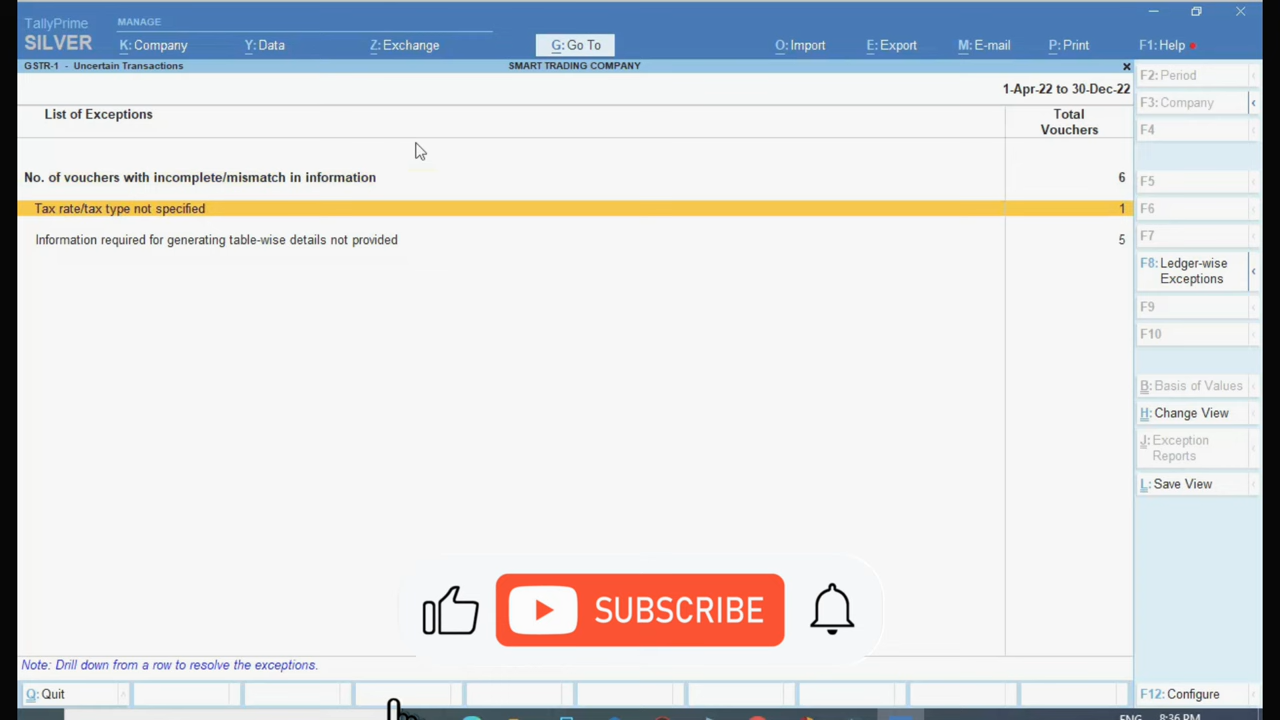 TallyPrime
MANAGE
SILVER
K: Company
Y: Data
Z: Exchange
G: Go To
O: Import
E: Export
M: E-mail
P: Print
F1: Help
GSTR-1 - Uncertain Transactions
SMART TRADING COMPANY
1-Apr-22 to 30-Dec-22
List of Exceptions
Total
Vouchers
No. of vouchers with incomplete/mismatch in information
6
Tax rate/tax type not specified
1
Information required for generating table-wise details not provided
5
F2: Period
F3: Company
F4
F5
F6
F7
F8: Ledger-wise
Exceptions
F9
F10
B: Basis of Values
H: Change View
J: Exception
Reports
L: Save View
SUBSCRIBE
Note: Drill down from a row to resolve the exceptions.
Q: Quit
F12: Configure
ENG
8:36 PM